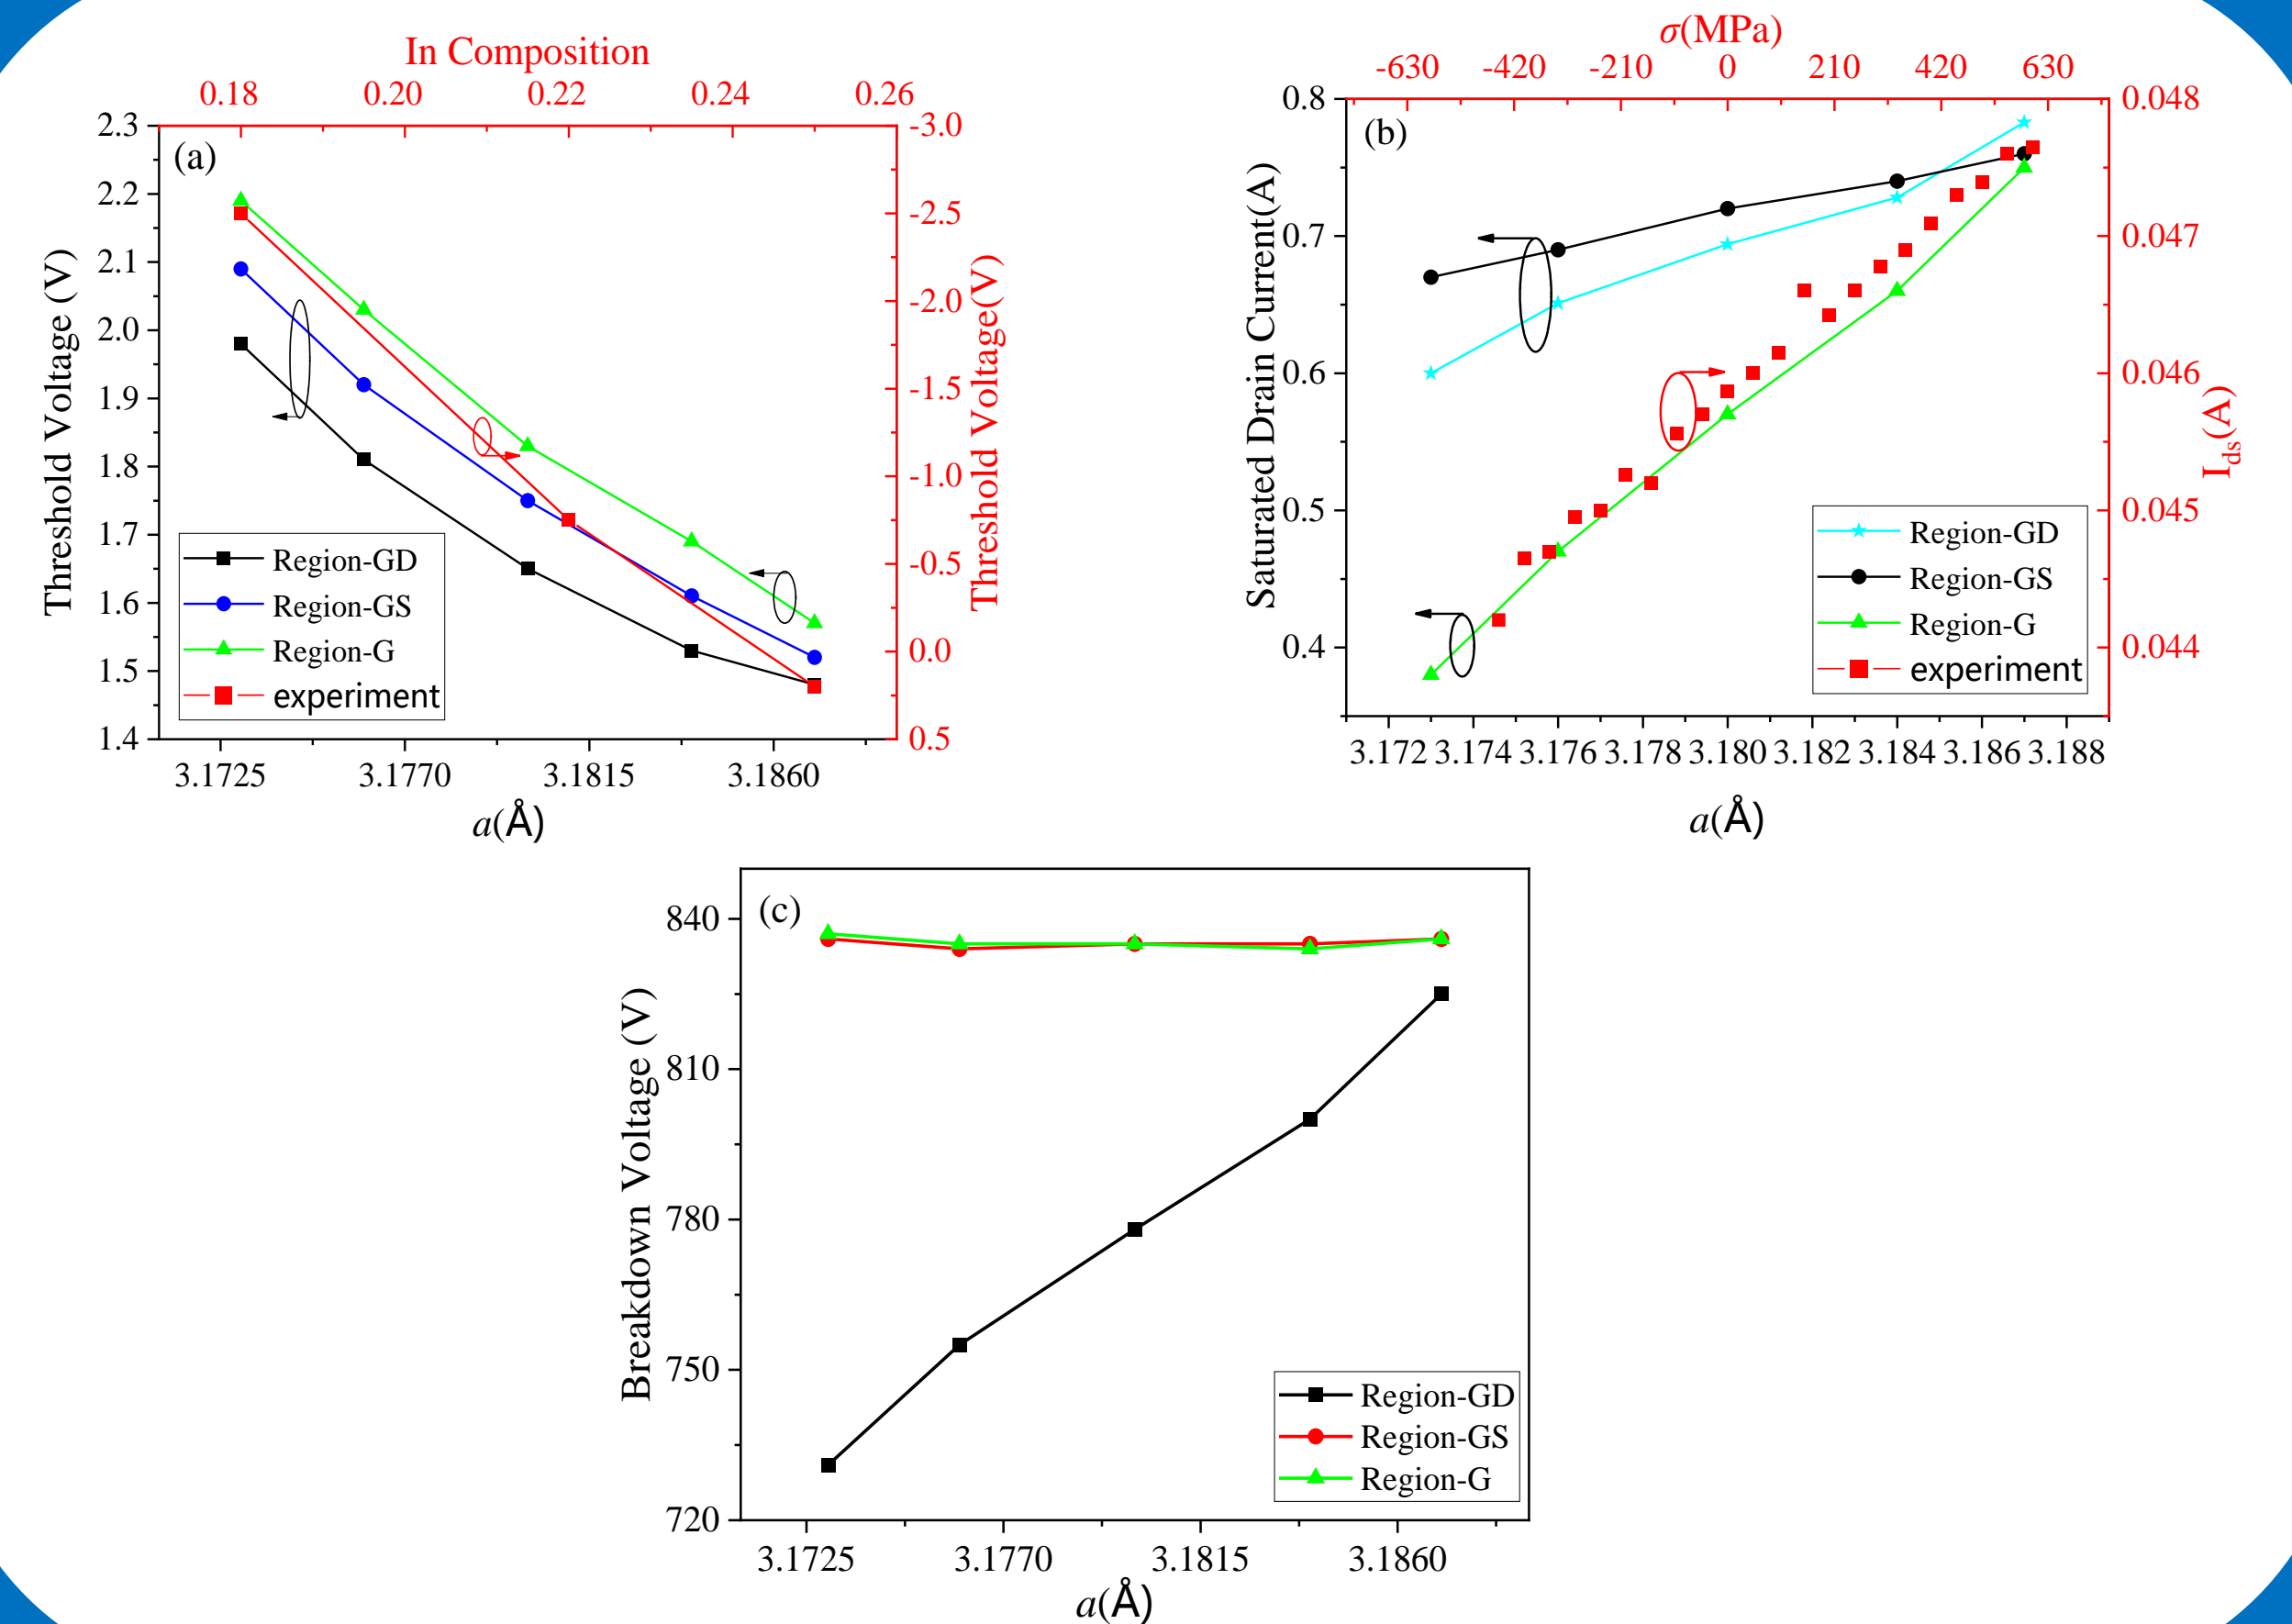 In Composition
0.18 0.20 0.22 0.24 0.26
(a)
Threshold Voltage (V)
2.3
2.2
2.1
2.0
1.9
1.8
1.7
1.6
1.5
1.4
-3.0
-2.5
-2.0
-1.5
-1.0
-0.5
0.0
0.5
Threshold Voltage(V)
Region-GD
Region-GS
Region-G
experiment
3.1725 3.1770 3.1815 3.1860
a(Å)
σ(MPa)
-630 -420 -210 0 210 420 630
(b)
Saturated Drain Current(A)
0.8
0.7
0.6
0.5
0.4
0.048
0.047
0.046
0.045
0.044
Ids(A)
Region-GD
Region-GS
Region-G
experiment
3.172 3.174 3.176 3.178 3.180 3.182 3.184 3.186 3.188
a(Å)
(c)
Breakdown Voltage (V)
840
810
780
750
720
Region-GD
Region-GS
Region-G
3.1725 3.1770 3.1815 3.1860
a(Å)